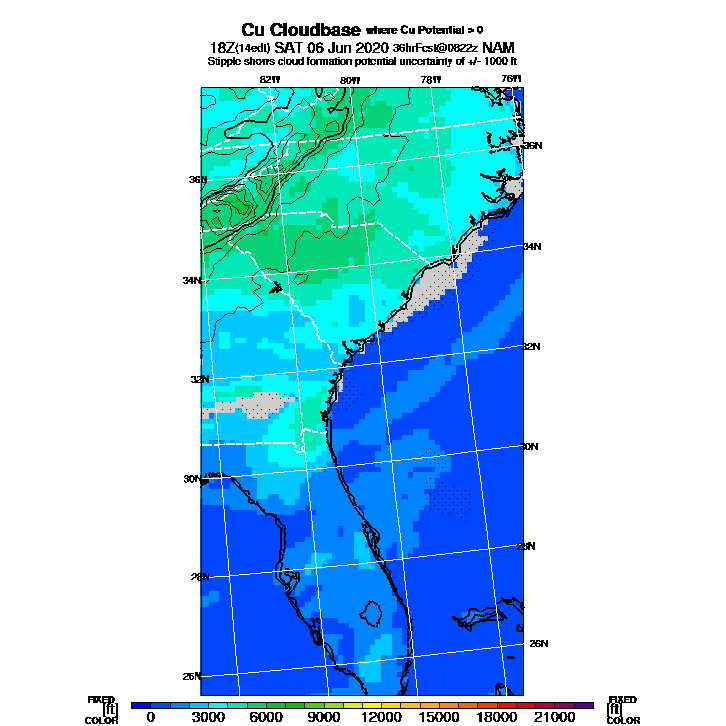 Cu Cloudbase where Cu Potential > 0
18Z(14edt) SAT 06 Jun 2020 36hrFcst@0822z NAM
Stipple shows cloud formation potential uncertainty of +/- 1000 ft
82W 80W 78W 76W
36N
36N
34N
34N
32N
32N
30N
30N
28N
28N
26N
26N
FIXED FIXED
[ft] [ft]
COLOR 0 3000 6000 9000 12000 15000 18000 21000 COLOR